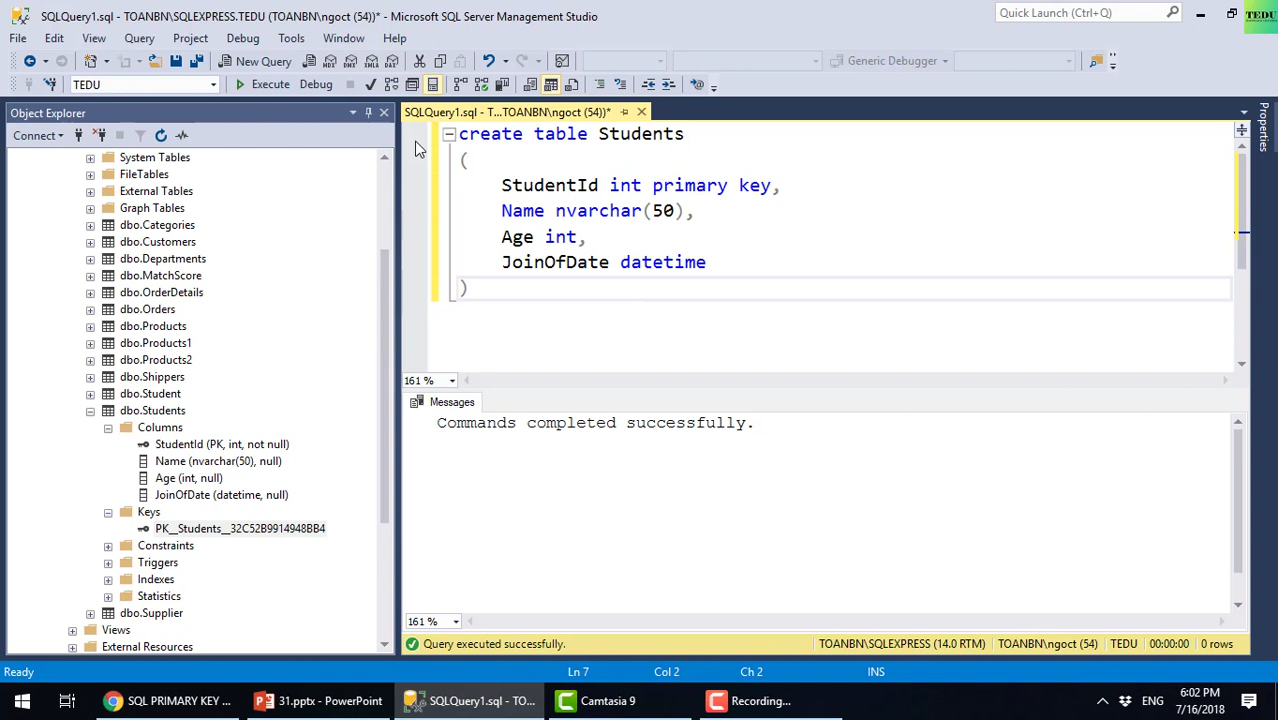 SQLQuery1.sql - TOANBN\SQLEXPRESS.TEDU (TOANBN\ngoct (54))* - Microsoft SQL Server Management Studio
Quick Launch (Ctrl+Q)
TEDU
File Edit View Query Project Debug Tools Window Help
New Query
MDX DMX XMLA DAX
Generic Debugger
TEDU
Execute Debug
Object Explorer
SQLQuery1.sql - T...TOANBN\ngoct (54))*
Properties
Connect
System Tables
FileTables
External Tables
Graph Tables
dbo.Categories
dbo.Customers
dbo.Departments
dbo.MatchScore
dbo.OrderDetails
dbo.Orders
dbo.Products
dbo.Products1
dbo.Products2
dbo.Shippers
dbo.Student
dbo.Students
Columns
StudentId (PK, int, not null)
Name (nvarchar(50), null)
Age (int, null)
JoinOfDate (datetime, null)
Keys
PK__Students__32C52B9914948BB4
Constraints
Triggers
Indexes
Statistics
dbo.Supplier
Views
External Resources
create table Students
(
StudentId int primary key,
Name nvarchar(50),
Age int,
JoinOfDate datetime
)
161 %
Messages
Commands completed successfully.
161 %
Query executed successfully.
TOANBN\SQLEXPRESS (14.0 RTM)
TOANBN\ngoct (54)
TEDU
00:00:00
0 rows
Ready
Ln 7
Col 2
Ch 2
INS
SQL PRIMARY KEY ...
31.pptx - PowerPoint
SQLQuery1.sql - TO...
Camtasia 9
Recording...
ENG
6:02 PM
7/16/2018